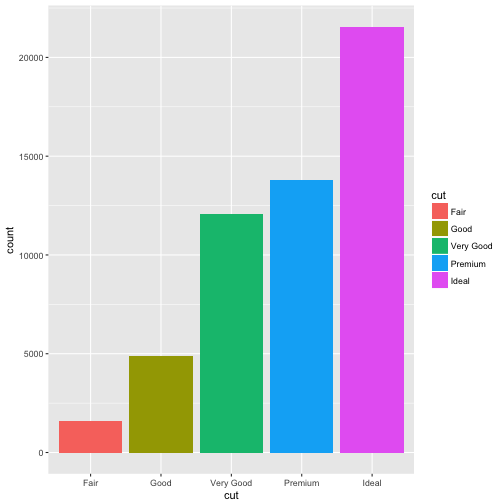 20000
15000
10000
5000
0
count
Fair
Good
Very Good
Premium
Ideal
cut
cut
Fair
Good
Very Good
Premium
Ideal